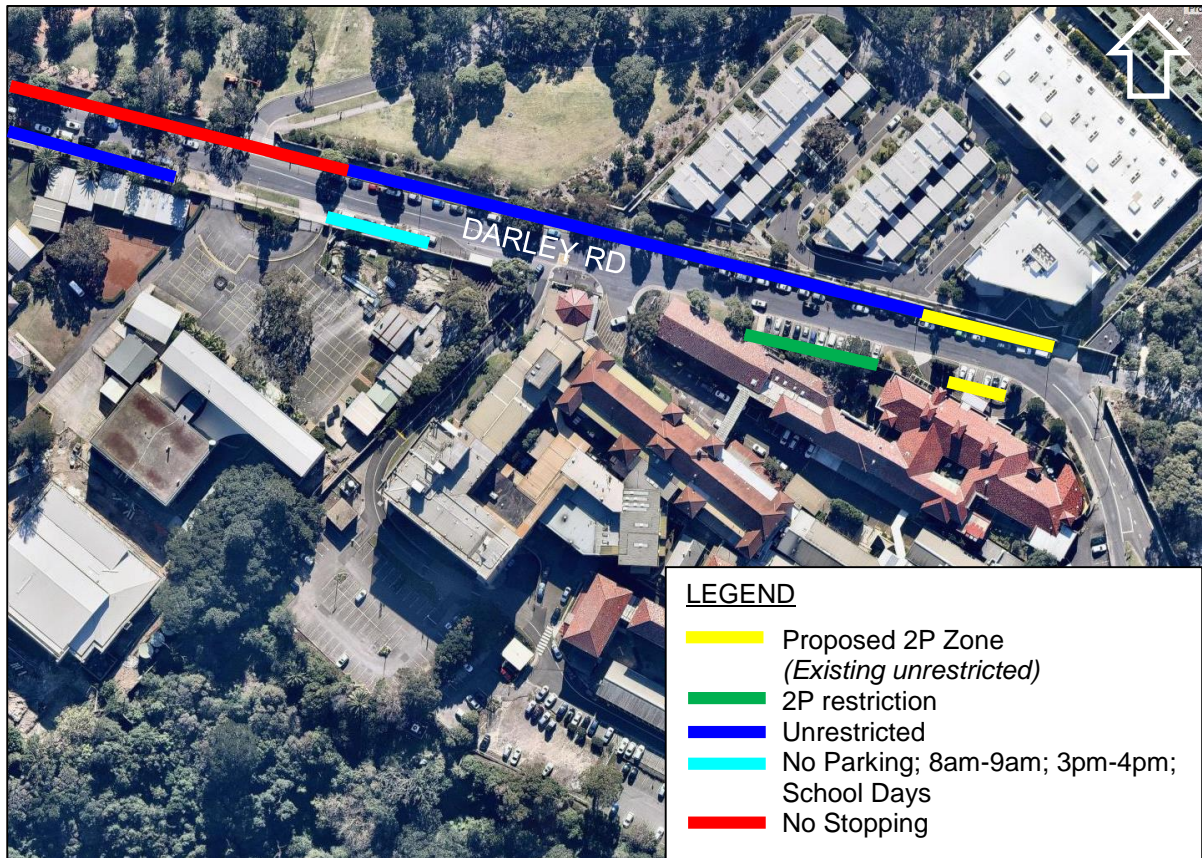 DARLEY RD
LEGEND
Proposed 2P Zone
(Existing unrestricted)
2P restriction
Unrestricted
No Parking; 8am-9am; 3pm-4pm;
School Days
No Stopping